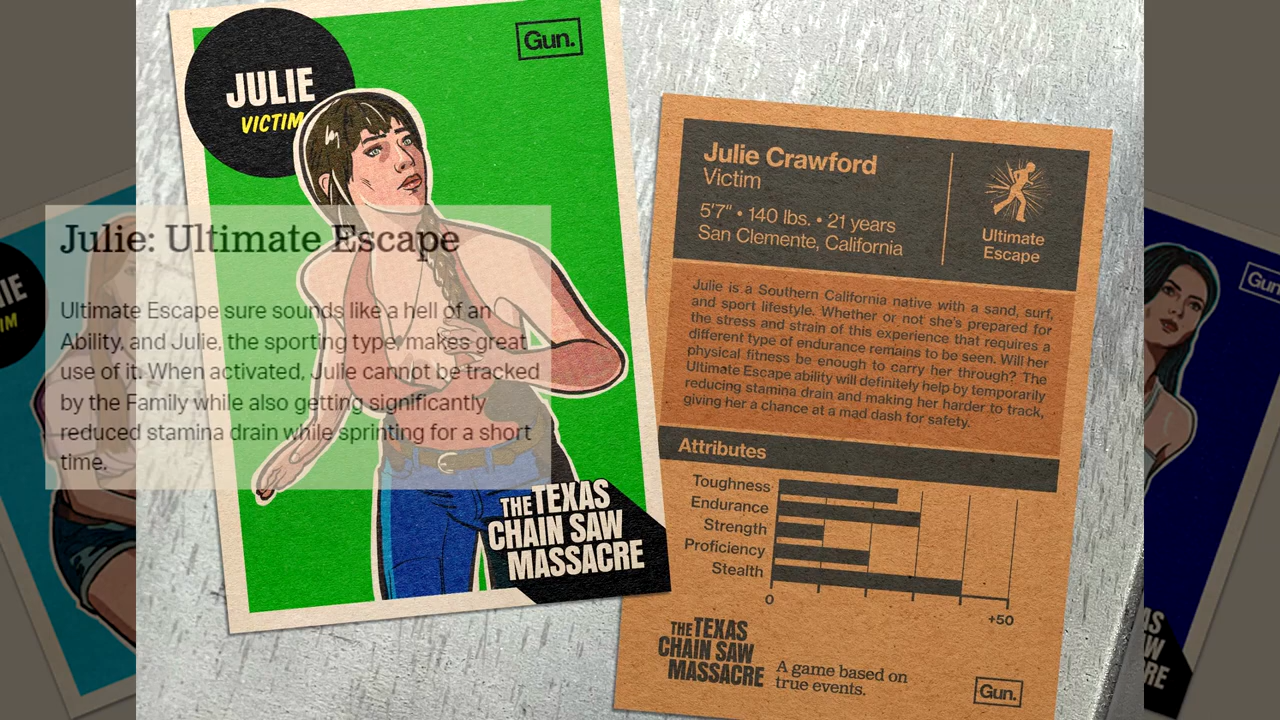 JULIE
VICTIM
Gun.
Julie: Ultimate Escape
Ultimate Escape sure sounds like a hell of an
Ability, and Julie, the sporting type, makes great
use of it. When activated, Julie cannot be tracked
by the Family while also getting significantly
reduced stamina drain while sprinting for a short
time.
THE TEXAS
CHAIN SAW
MASSACRE
Julie Crawford
Victim
5'7" • 140 lbs. • 21 years
San Clemente, California
Ultimate
Escape
Julie is a Southern California native with a sand, surf,
and sport lifestyle. Whether or not she's prepared for
the stress and strain of this experience that requires a
different type of endurance remains to be seen. Will her
physical fitness be enough to carry her through? The
Ultimate Escape ability will definitely help by temporarily
reducing stamina drain and making her harder to track,
giving her a chance at a mad dash for safety.
Attributes
Toughness
Endurance
Strength
Proficiency
Stealth
0
+50
THE TEXAS
CHAIN SAW
MASSACRE
A game based on
true events.
Gun.